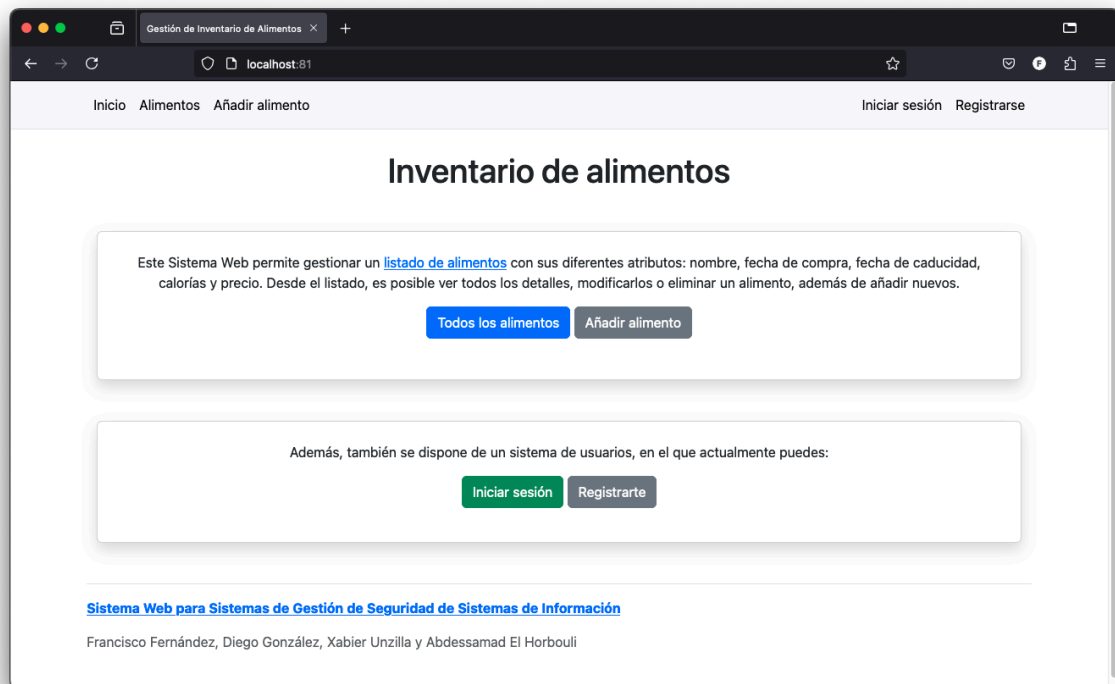 Gestión de Inventario de Alimentos
localhost:81
F
Inicio Alimentos Añadir alimento Iniciar sesión Registrarse
Inventario de alimentos
Este Sistema Web permite gestionar un listado de alimentos con sus diferentes atributos: nombre, fecha de compra, fecha de caducidad,
calorías y precio. Desde el listado, es posible ver todos los detalles, modificarlos o eliminar un alimento, además de añadir nuevos.
Todos los alimentos Añadir alimento
Además, también se dispone de un sistema de usuarios, en el que actualmente puedes:
Iniciar sesión Registrarte
Sistema Web para Sistemas de Gestión de Seguridad de Sistemas de Información
Francisco Fernández, Diego González, Xabier Unzilla y Abdessamad El Horbouli